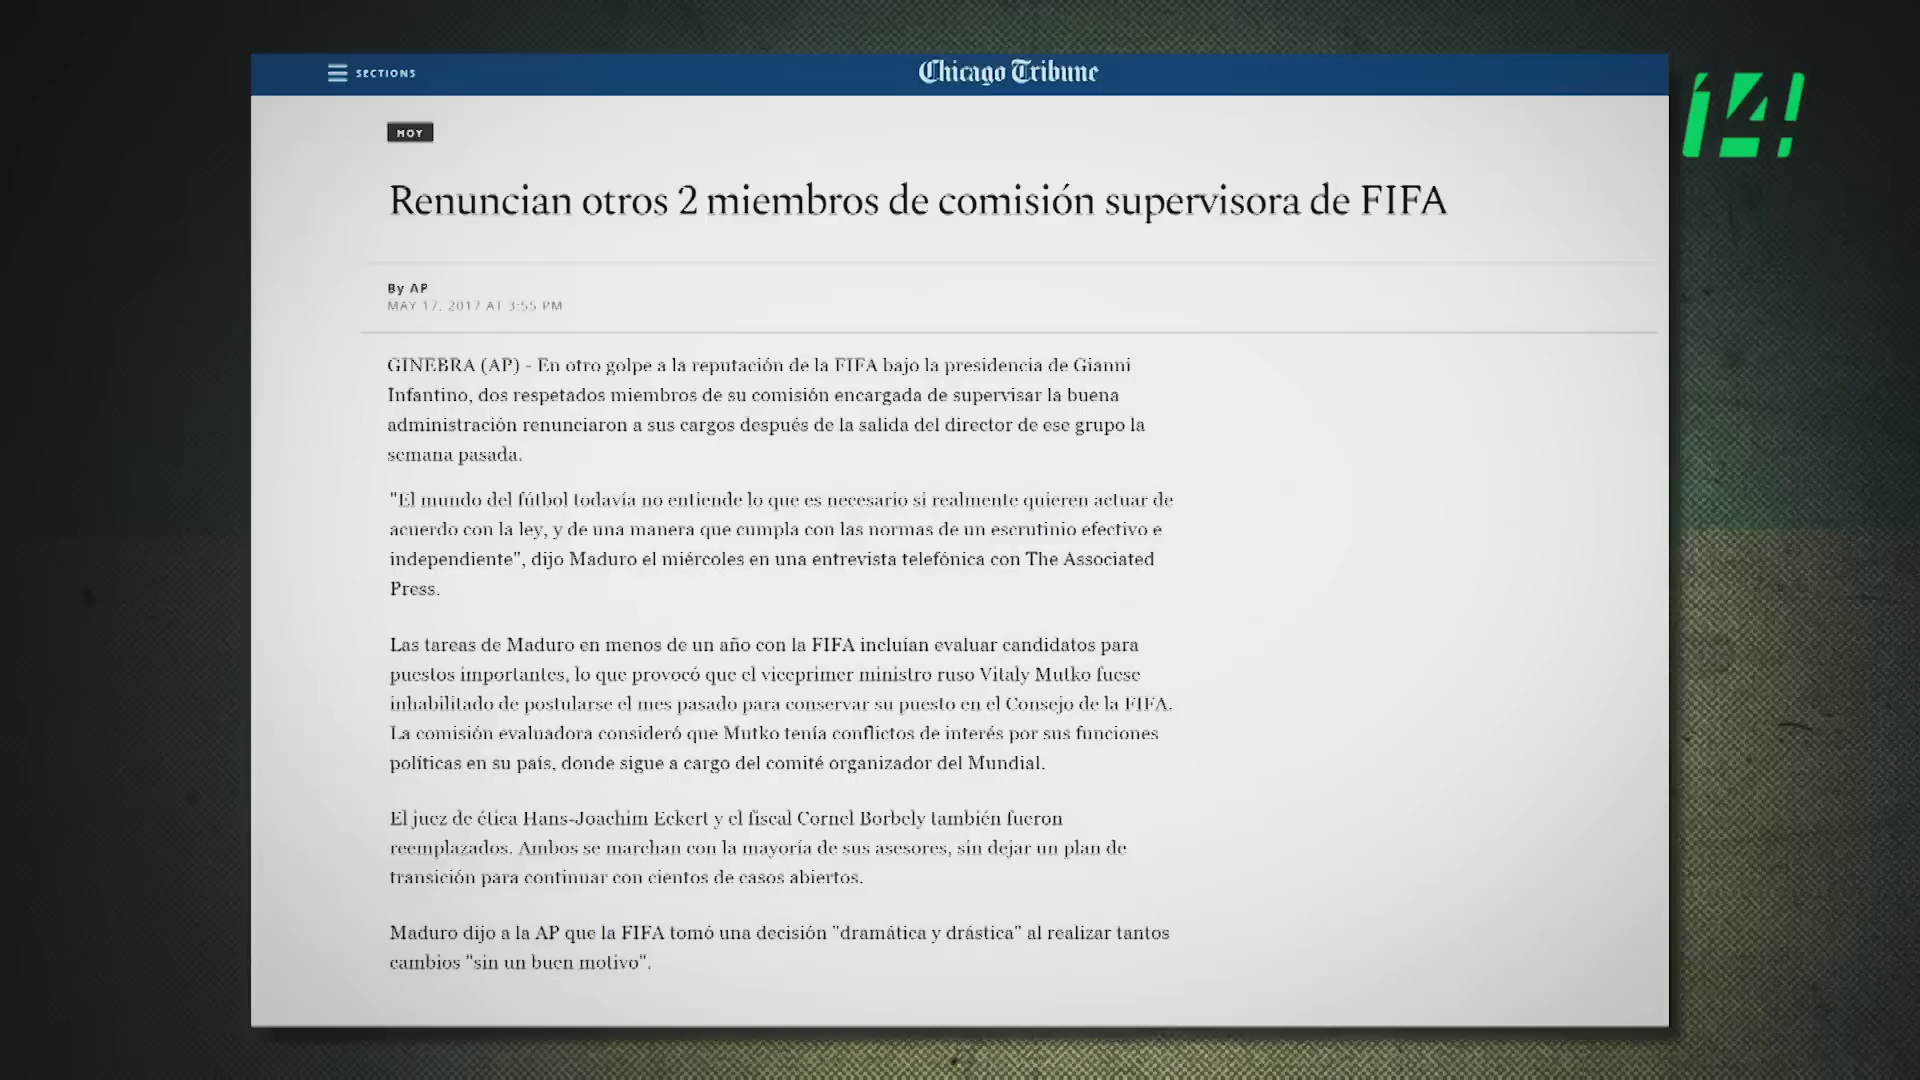 SECTIONS
Chicago Tribune
14!
HOY
Renuncian otros 2 miembros de comisión supervisora de FIFA
By AP
MAY 17, 2017 AT 3:55 PM
GINEBRA (AP) - En otro golpe a la reputación de la FIFA bajo la presidencia de Gianni
Infantino, dos respetados miembros de su comisión encargada de supervisar la buena
administración renunciaron a sus cargos después de la salida del director de ese grupo la
semana pasada.
"El mundo del fútbol todavía no entiende lo que es necesario si realmente quieren actuar de
acuerdo con la ley, y de una manera que cumpla con las normas de un escrutinio efectivo e
independiente", dijo Maduro el miércoles en una entrevista telefónica con The Associated
Press.
Las tareas de Maduro en menos de un año con la FIFA incluían evaluar candidatos para
puestos importantes, lo que provocó que el viceprimer ministro ruso Vitaly Mutko fuese
inhabilitado de postularse el mes pasado para conservar su puesto en el Consejo de la FIFA.
La comisión evaluadora consideró que Mutko tenía conflictos de interés por sus funciones
políticas en su país, donde sigue a cargo del comité organizador del Mundial.
El juez de ética Hans-Joachim Eckert y el fiscal Cornel Borbely también fueron
reemplazados. Ambos se marchan con la mayoría de sus asesores, sin dejar un plan de
transición para continuar con cientos de casos abiertos.
Maduro dijo a la AP que la FIFA tomó una decisión "dramática y drástica" al realizar tantos
cambios "sin un buen motivo".